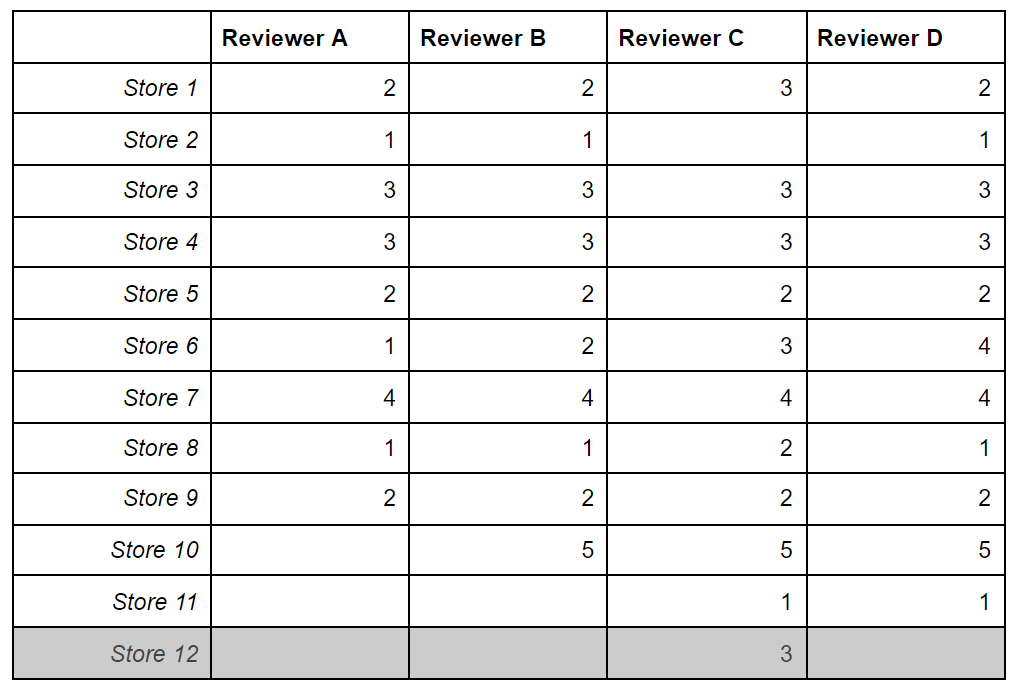 Reviewer A Reviewer B Reviewer C Reviewer D
Store 1 2 2 3 2
Store 2 1 1 1
Store 3 3 3 3 3
Store 4 3 3 3 3
Store 5 2 2 2 2
Store 6 1 2 3 4
Store 7 4 4 4 4
Store 8 1 1 2 1
Store 9 2 2 2 2
Store 10 5 5 5
Store 11 1 1
Store 12 3